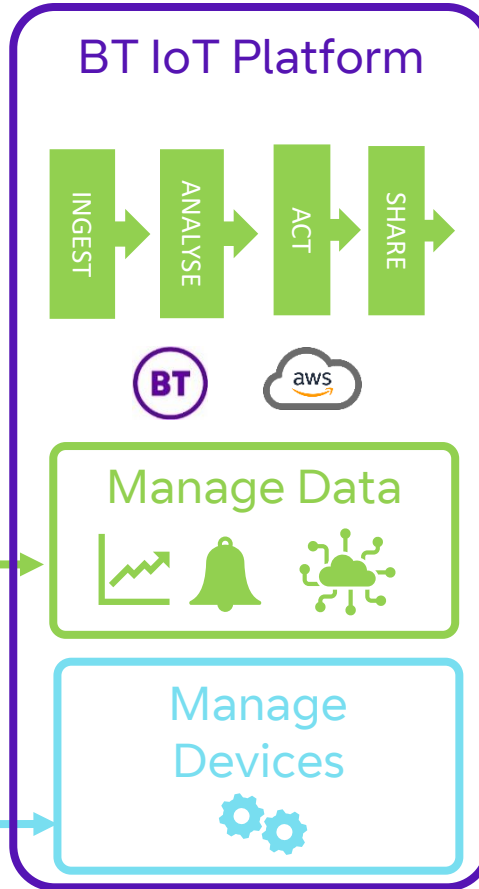 BT IoT Platform
INGEST
ANALYSE
ACT
SHARE
BT
aws
Manage Data
Manage
Devices